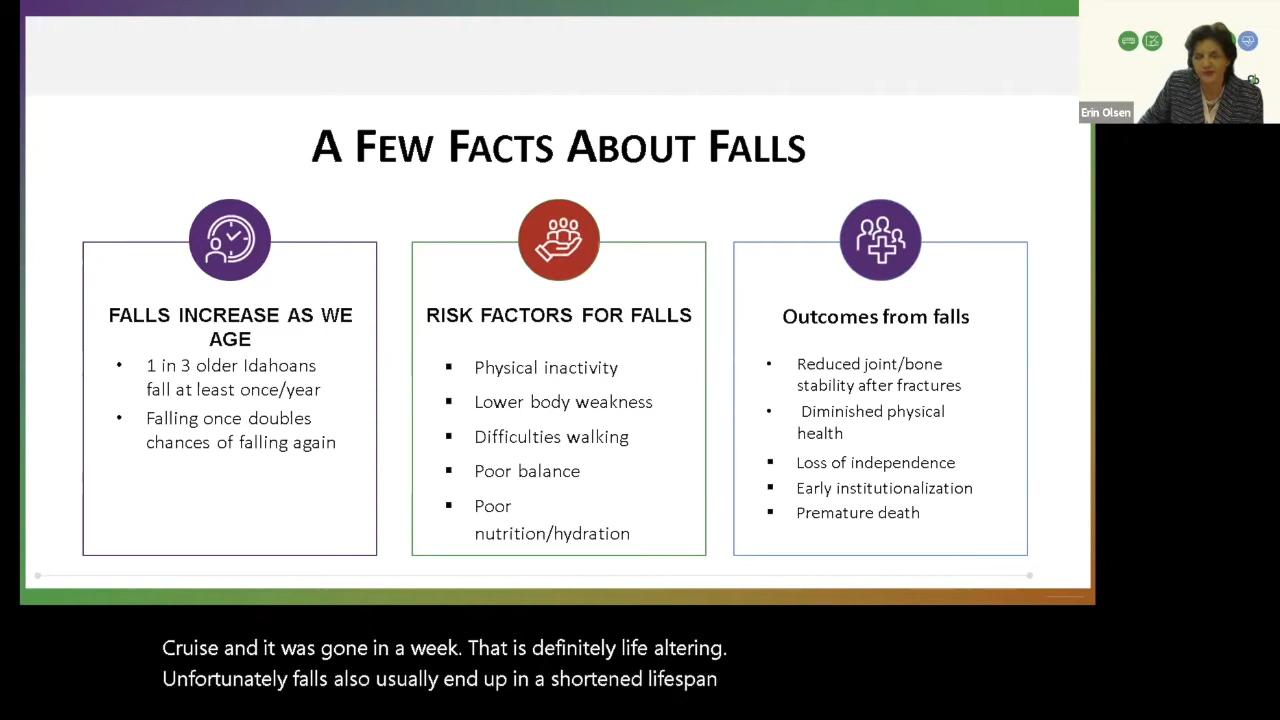 A FEW FACTS ABOUT FALLS
Erin Olsen
FALLS INCREASE AS WE
AGE
• 1 in 3 older Idahoans
fall at least once/year
• Falling once doubles
chances of falling again
RISK FACTORS FOR FALLS
▪ Physical inactivity
▪ Lower body weakness
▪ Difficulties walking
▪ Poor balance
▪ Poor
nutrition/hydration
Outcomes from falls
• Reduced joint/bone
stability after fractures
• Diminished physical
health
▪ Loss of independence
▪ Early institutionalization
▪ Premature death
Cruise and it was gone in a week. That is definitely life altering.
Unfortunately falls also usually end up in a shortened lifespan